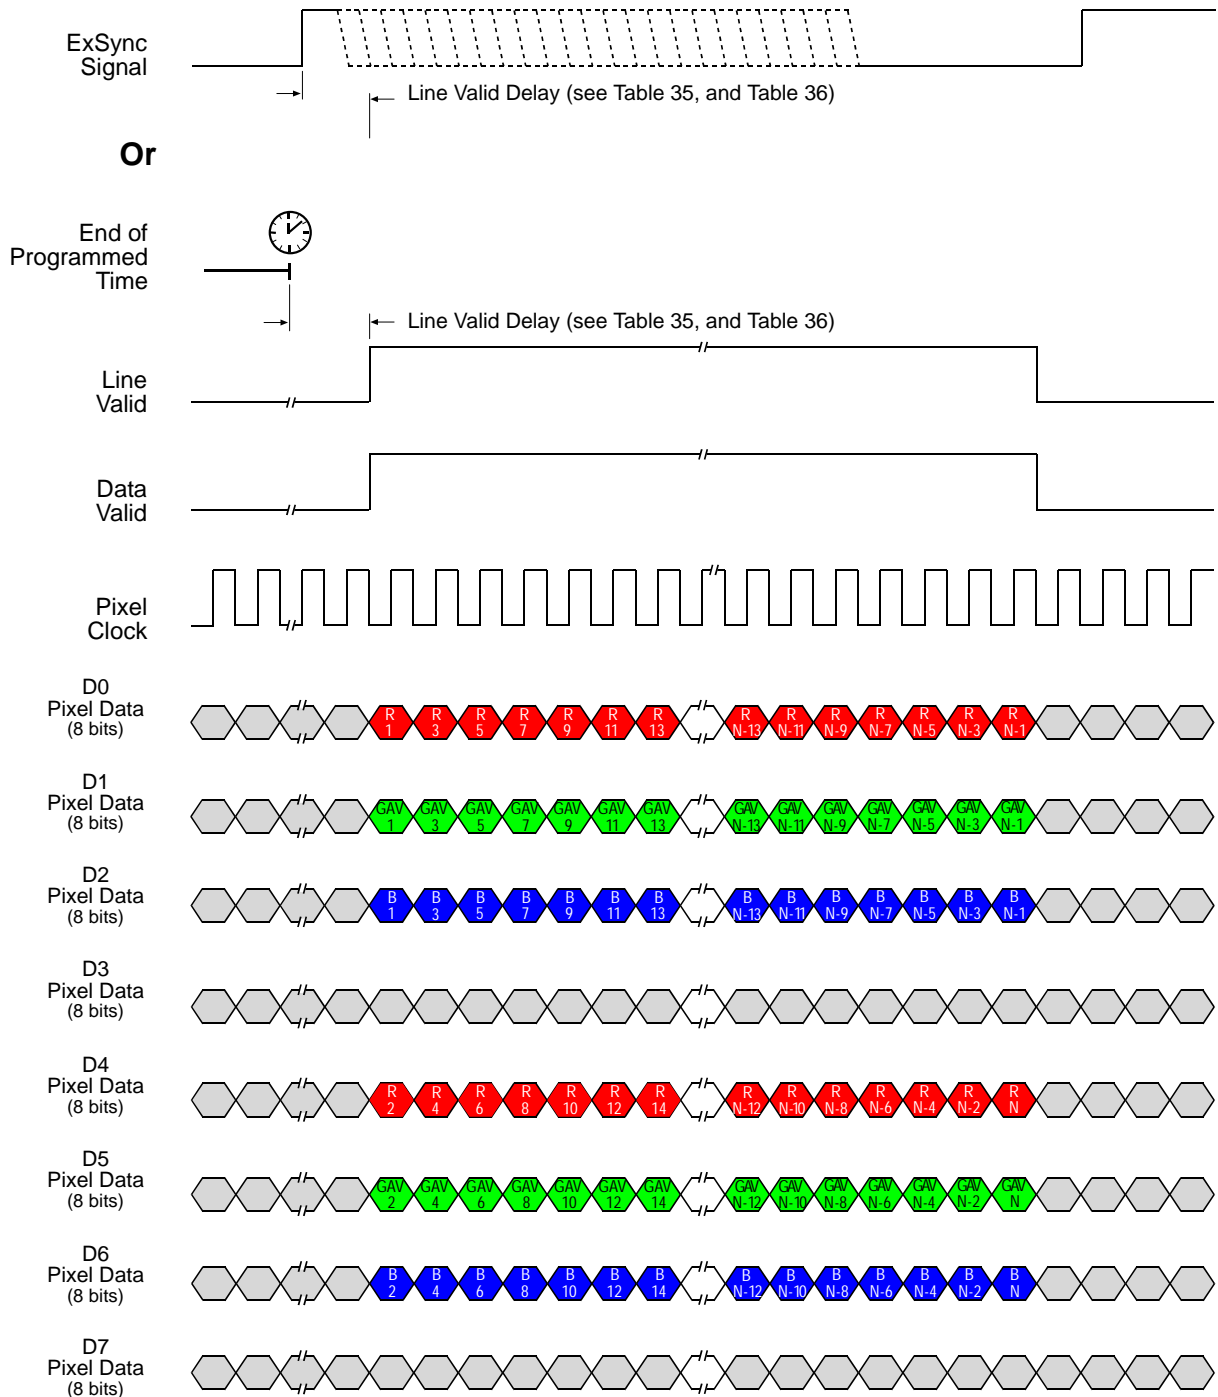 ExSync
Signal
Line Valid Delay (see Table 35, and Table 36)
Or
End of
Programmed
Time
Line Valid Delay (see Table 35, and Table 36)
Line
Valid
Data
Valid
Pixel
Clock
D0
Pixel Data
(8 bits)
R R R R R R R R R R R R R R
1 3 5 7 9 11 13 N-13 N-11 N-9 N-7 N-5 N-3 N-1
D1
Pixel Data
(8 bits)
GAV GAV GAV GAV GAV GAV GAV GAV GAV GAV GAV GAV GAV GAV
1 3 5 7 9 11 13 N-13 N-11 N-9 N-7 N-5 N-3 N-1
D2
Pixel Data
(8 bits)
B B B B B B B B B B B B B B
1 3 5 7 9 11 13 N-13 N-11 N-9 N-7 N-5 N-3 N-1
D3
Pixel Data
(8 bits)
D4
Pixel Data
(8 bits)
R R R R R R R R R R R R R R
2 4 6 8 10 12 14 N-12 N-10 N-8 N-6 N-4 N-2 N
D5
Pixel Data
(8 bits)
GAV GAV GAV GAV GAV GAV GAV GAV GAV GAV GAV GAV GAV GAV
2 4 6 8 10 12 14 N-12 N-10 N-8 N-6 N-4 N-2 N
D6
Pixel Data
(8 bits)
B B B B B B B B B B B B B B
2 4 6 8 10 12 14 N-12 N-10 N-8 N-6 N-4 N-2 N
D7
Pixel Data
(8 bits)